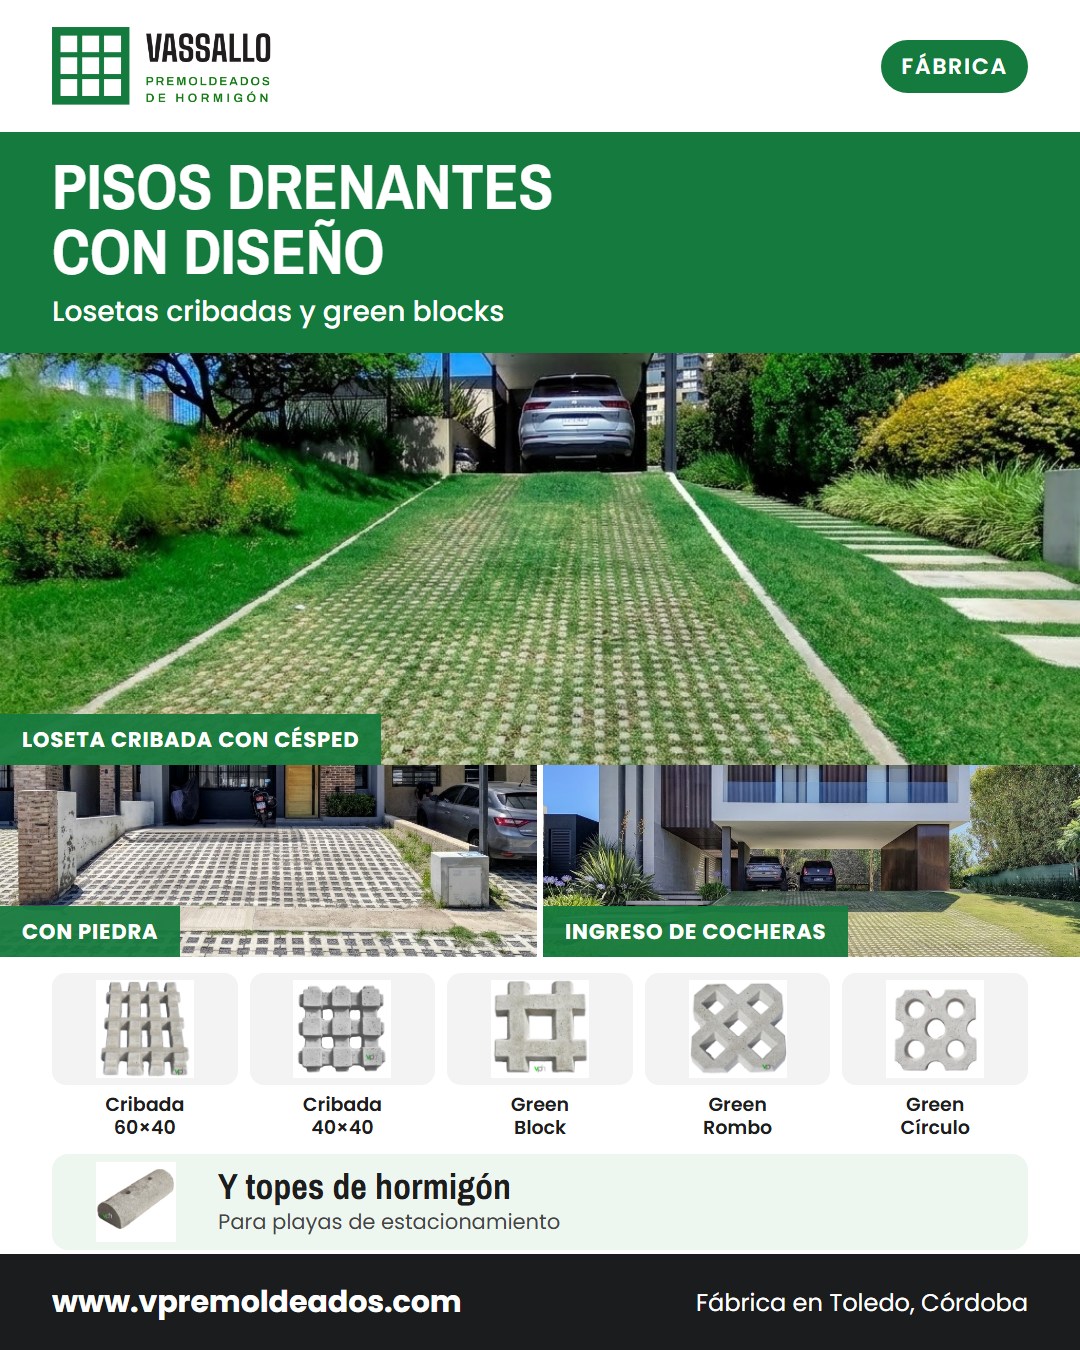 VASSALLO
PREMOLDEADOS
DE HORMIGÓN
FÁBRICA
PISOS DRENANTES
CON DISEÑO
Losetas cribadas y green blocks
LOSETA CRIBADA CON CÉSPED
CON PIEDRA
INGRESO DE COCHERAS
Cribada
60×40
Cribada
40×40
Green
Block
Green
Rombo
Green
Círculo
Y topes de hormigón
Para playas de estacionamiento
www.vpremoldeados.com
Fábrica en Toledo, Córdoba